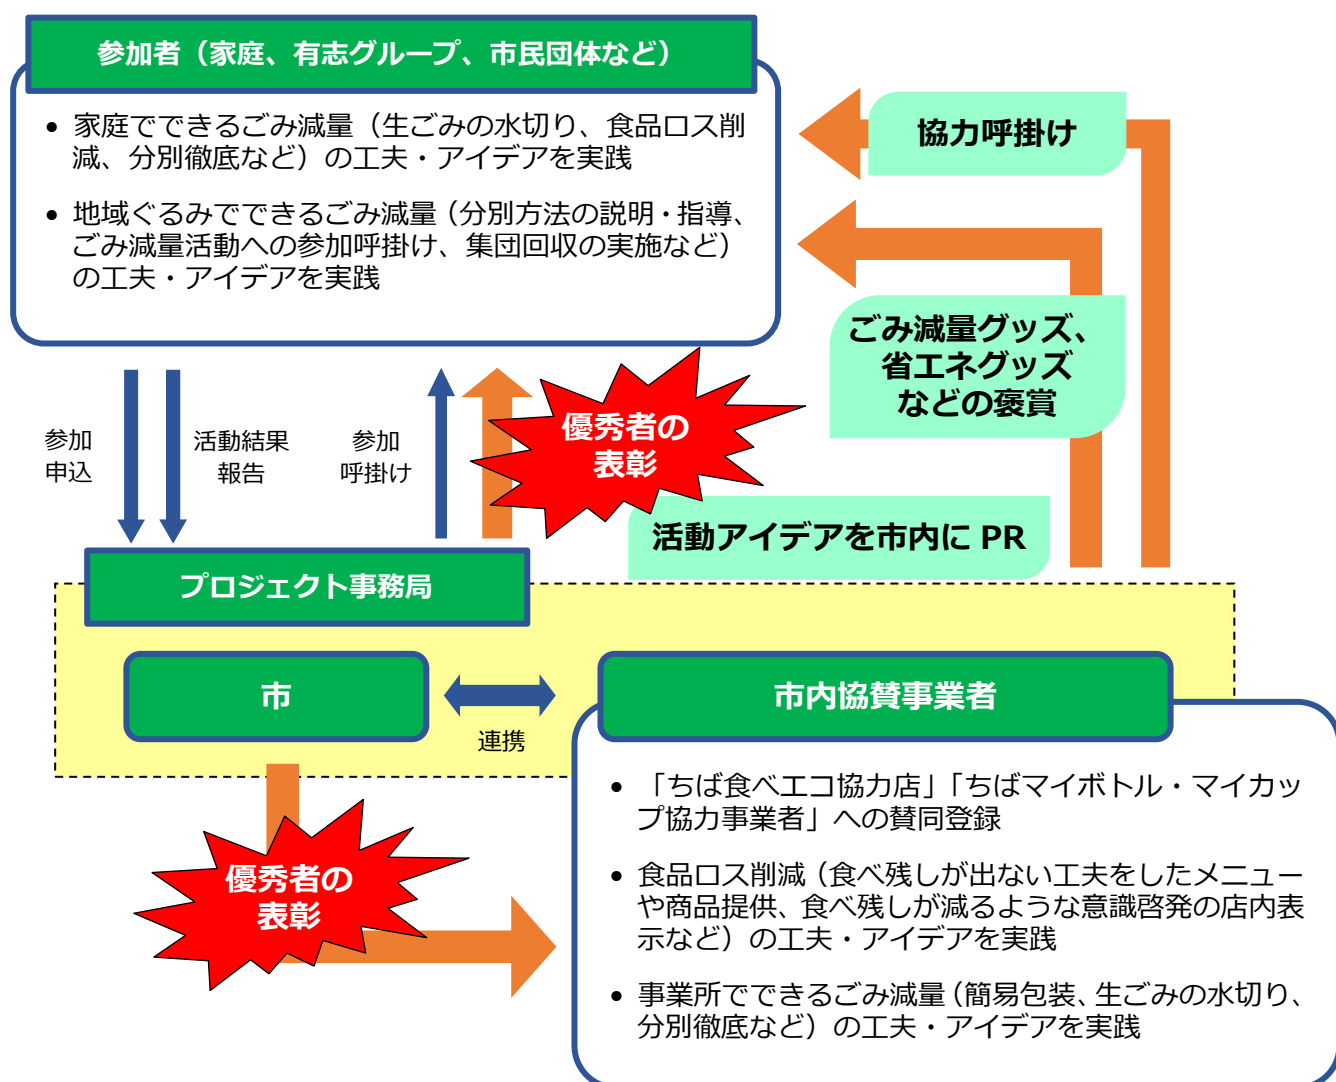 参加者（家庭、有志グループ、市民団体など）
• 家庭でできるごみ減量（生ごみの水切り、食品ロス削
減、分別徹底など）の工夫・アイデアを実践
• 地域ぐるみでできるごみ減量（分別方法の説明・指導、
ごみ減量活動への参加呼掛け、集団回収の実施など）
の工夫・アイデアを実践
協力呼掛け
ごみ減量グッズ、
省エネグッズ
などの褒賞
参加
申込
活動結果
報告
参加
呼掛け
優秀者の
表彰
活動アイデアを市内に PR
プロジェクト事務局
市
連携
市内協賛事業者
• 「ちば食べエコ協力店」「ちばマイボトル・マイカッ
プ協力事業者」への賛同登録
• 食品ロス削減（食べ残しが出ない工夫をしたメニュー
や商品提供、食べ残しが減るような意識啓発の店内表
示など）の工夫・アイデアを実践
• 事業所でできるごみ減量（簡易包装、生ごみの水切り、
分別徹底など）の工夫・アイデアを実践
優秀者の
表彰